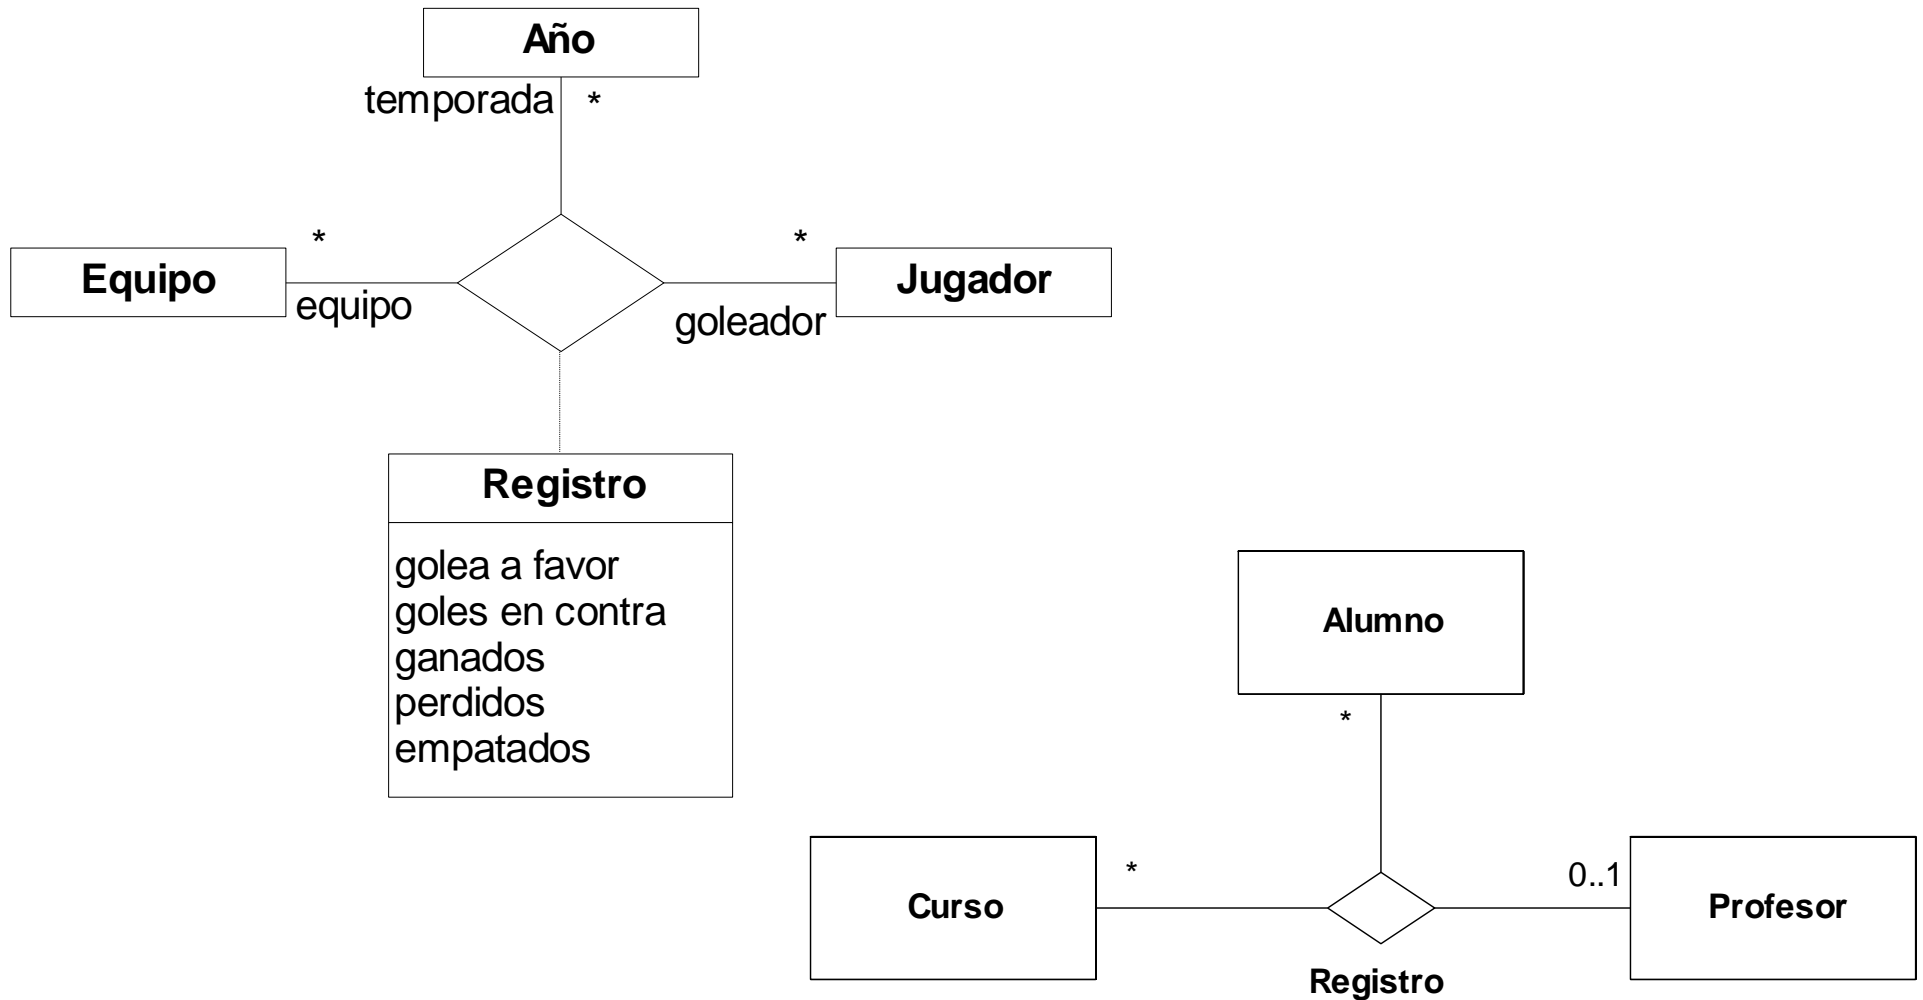 Año
temporada *
* *
Equipo Jugador
equipo goleador
Registro
golea a favor
goles en contra
ganados
perdidos
empatados
Alumno
*
* 0..1
Curso Profesor
Registro